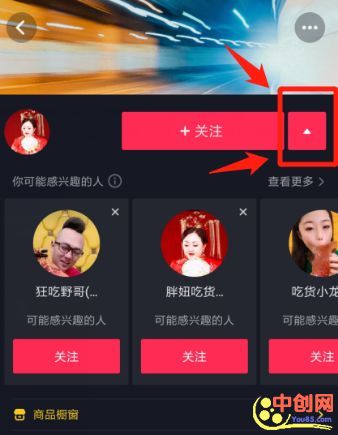 + 关注
你可能感兴趣的人
查看更多
狂吃野哥(...
胖妞吃货...
吃货小龙
可能感兴趣的人
可能感兴趣的人
可能感兴趣的
关注
关注
关注
商品橱窗
中创网
You85.com